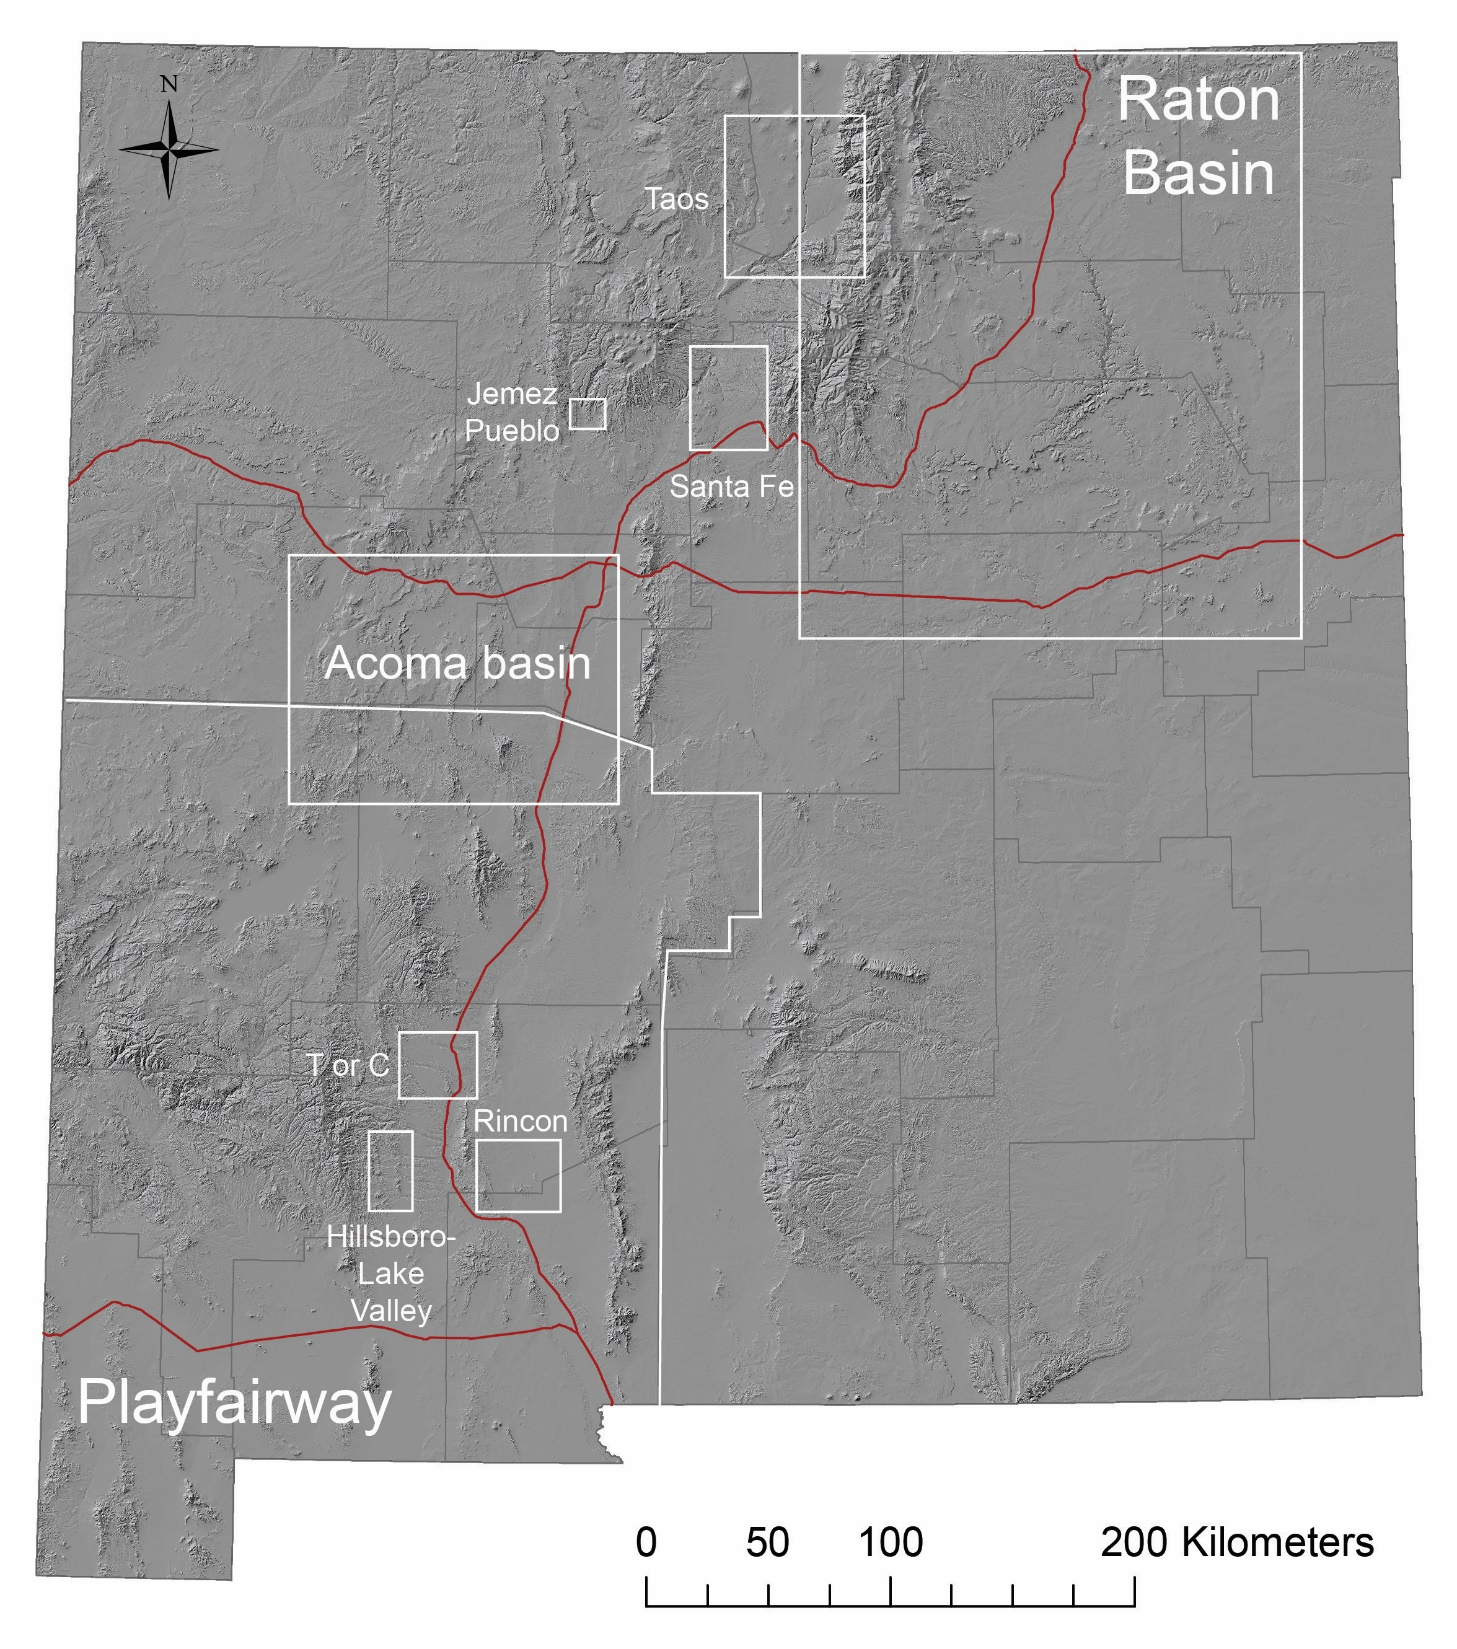 N
Raton
Basin
Taos
Jemez
Pueblo
Santa Fe
Acoma basin
T or C
Rincon
Hillsboro-
Lake
Valley
Playfairway
0 50 100 200 Kilometers